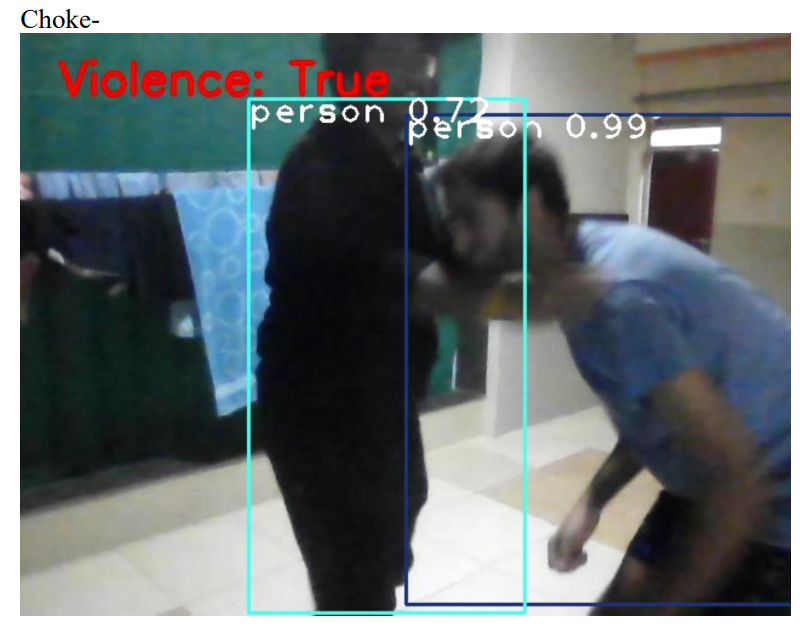 Choke-
Violence: True
person 0.72
person 0.99